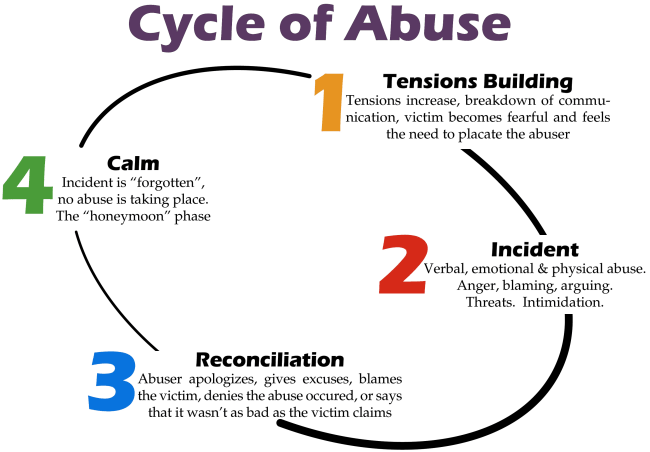 Cycle of Abuse
1
Tensions Building
Tensions increase, breakdown of commu-
nication, victim becomes fearful and feels
the need to placate the abuser
2
Incident
Verbal, emotional & physical abuse.
Anger, blaming, arguing.
Threats. Intimidation.
3
Reconciliation
Abuser apologizes, gives excuses, blames
the victim, denies the abuse occured, or says
that it wasn't as bad as the victim claims
4
Calm
Incident is “forgotten”,
no abuse is taking place.
The “honeymoon” phase